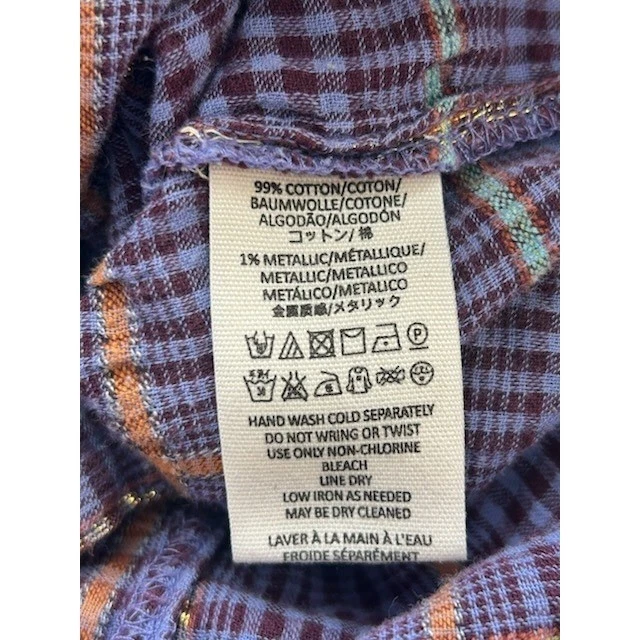 99% COTTON/COTON/
BAUMWOLLE/COTONE/
ALGODÃO/ALGODÓN
コットン/ 棉
1% METALLIC/MÉTALLIQUE/
METALLIC/METALLICO
METÁLICO/METALICO
金属质感/メタリック
P
HAND WASH COLD SEPARATELY
DO NOT WRING OR TWIST
USE ONLY NON-CHLORINE
BLEACH
LINE DRY
LOW IRON AS NEEDED
MAY BE DRY CLEANED
LAVER À LA MAIN À L'EAU
FROIDE SÉPARÉMENT